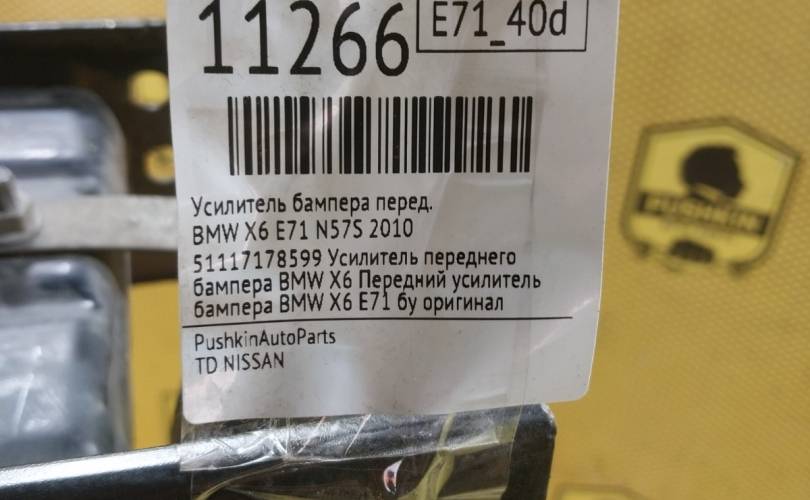 11266
E71_40d
Усилитель бампера перед.
BMW X6 E71 N57S 2010
51117178599 Усилитель переднего
бампера BMW X6 Передний усилитель
бампера BMW X6 E71 бу оригинал
PushkinAutoParts
TD NISSAN
PUSHKIN